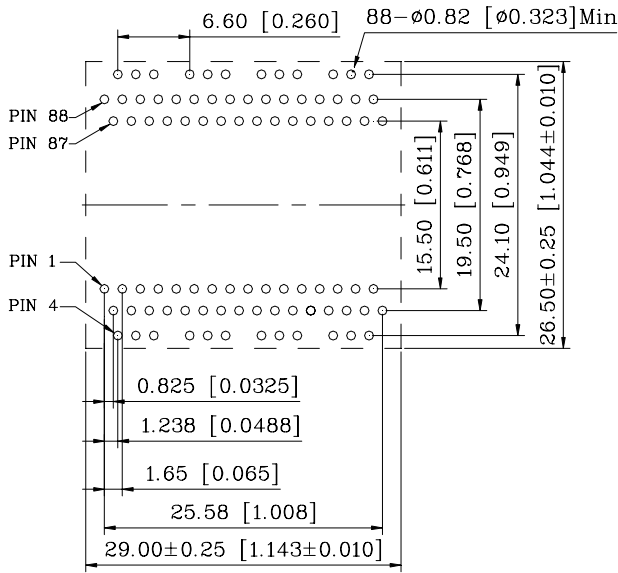 6.60 [0.260]
88-ø0.82 [ø0.323]Min
PIN 88
PIN 87
PIN 1
PIN 4
15.50 [0.611]
19.50 [0.768]
24.10 [0.949]
26.50±0.25 [1.044±0.010]
0.825 [0.0325]
1.238 [0.0488]
1.65 [0.065]
25.58 [1.008]
29.00±0.25 [1.143±0.010]